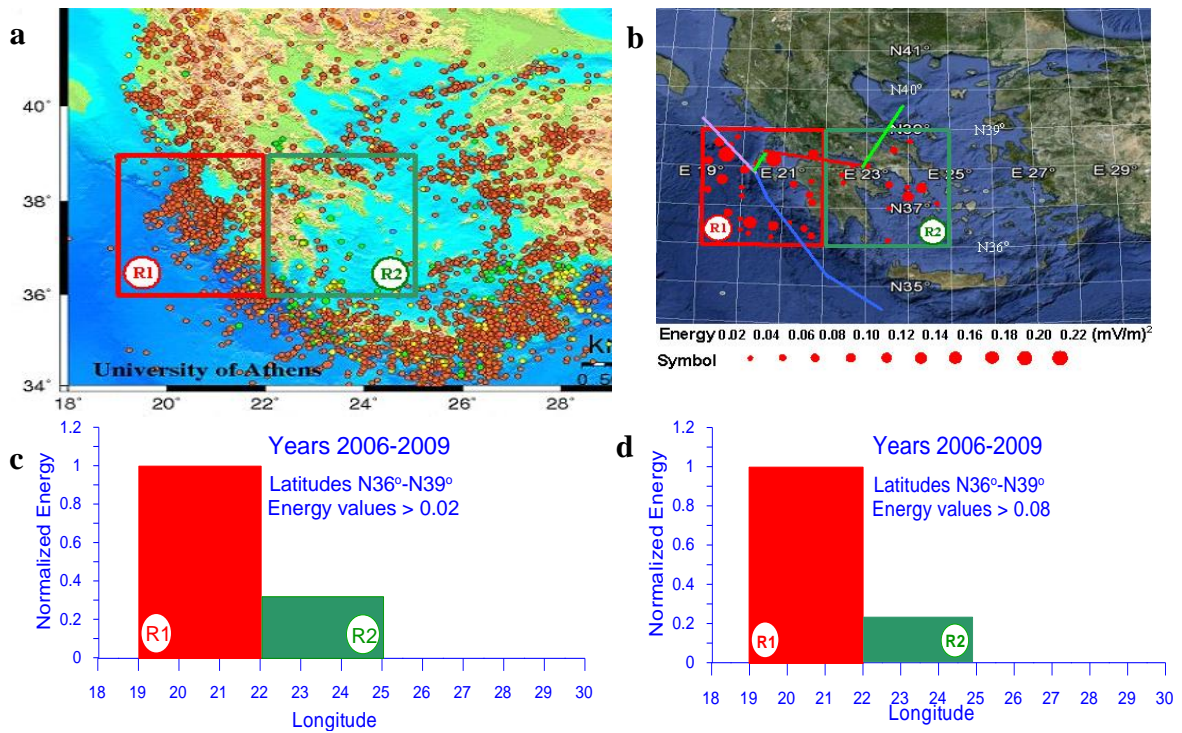 a
40°
38°
36°
34°
18°
20°
22°
24°
26°
28°
R1
R2
University of Athens
0 5
b
N41°
N40°
N39°
E 21°
E 23°
E 25°
E 27°
E 29°
N37°
N36°
N35°
R1
R2
Energy 0.02 0.04 0.06 0.08 0.10 0.12 0.14 0.16 0.18 0.20 0.22 (mV/m)²
Symbol
c
Years 2006-2009
Latitudes N36º-N39º
Energy values > 0.02
Normalized Energy
1.2
1
0.8
0.6
0.4
0.2
0
R1
R2
18 19 20 21 22 23 24 25 26 27 28 29 30
Longitude
d
Years 2006-2009
Latitudes N36º-N39º
Energy values > 0.08
Normalized Energy
1.2
1
0.8
0.6
0.4
0.2
0
R1
R2
18 19 20 21 22 23 24 25 26 27 28 29 30
Longitude